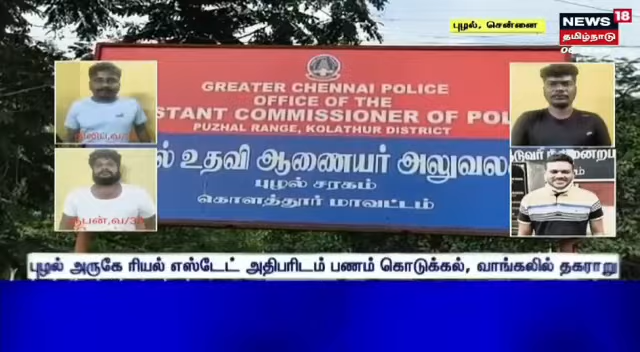 புழல், சென்னை
NEWS 18
தமிழ்நாடு
GREATER CHENNAI POLICE
OFFICE OF THE
STANT COMMISSIONER OF POL
PUZHAL RANGE, KOLATHUR DISTRICT
ல் உதவி ஆணையர் அலுவல
புழல் சரகம்
கொளத்தூர் மாவட்டம்
புழல் அருகே ரியல் எஸ்டேட் அதிபரிடம் பணம் கொடுக்கல், வாங்கலில் தகராறு